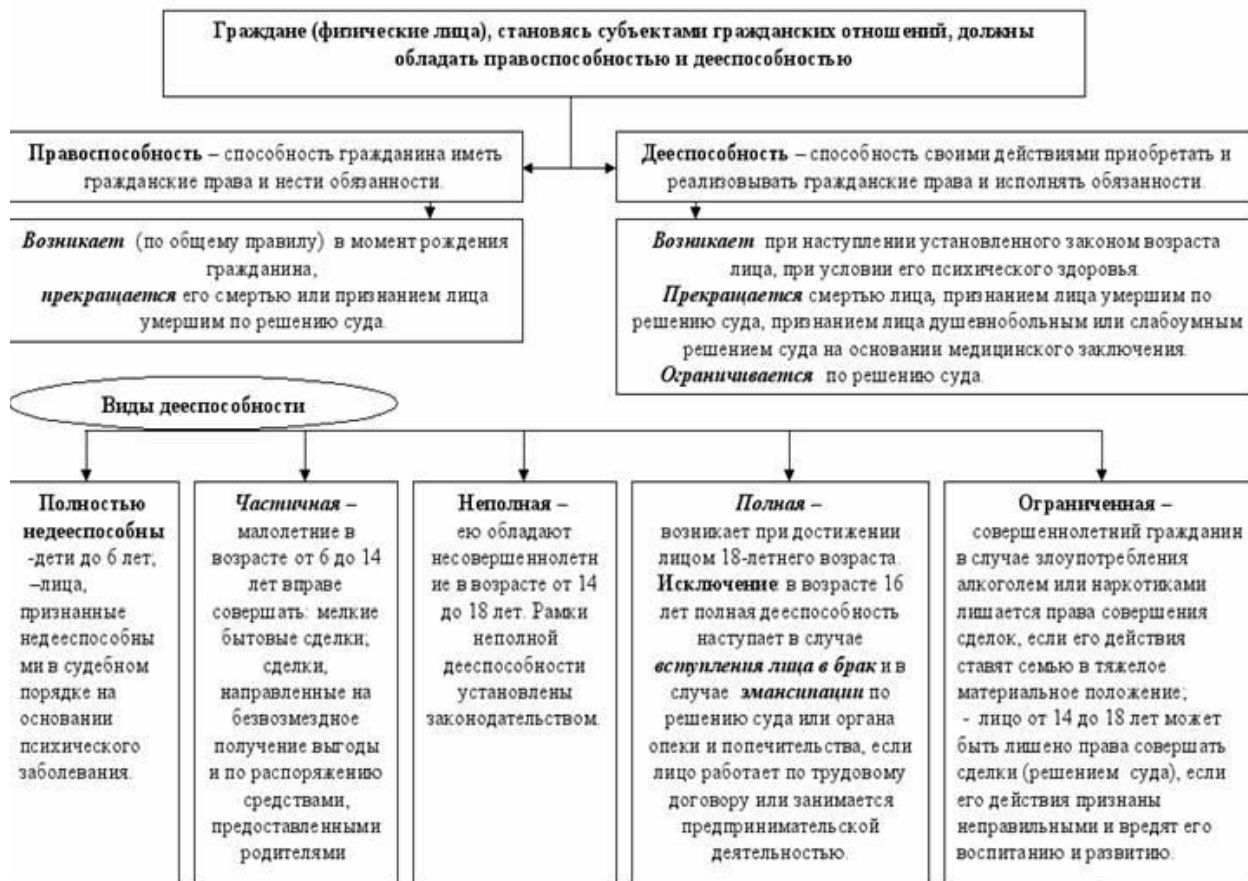 Граждане (физические лица), становясь субъектами гражданских отношений, должны
обладать правоспособностью и дееспособностью
Правоспособность – способность гражданина иметь
гражданские права и нести обязанности.
Дееспособность – способность своими действиями приобретать и
реализовывать гражданские права и исполнять обязанности.
Возникает (по общему правилу) в момент рождения
гражданина,
прекращается его смертью или признанием лица
умершим по решению суда.
Возникает при наступлении установленного законом возраста
лица, при условии его психического здоровья.
Прекращается смертью лица, признанием лица умершим по
решению суда, признанием лица душевнобольным или слабоумным
решением суда на основании медицинского заключения.
Ограничивается по решению суда.
Виды дееспособности
Полностью
недееспособны
-дети до 6 лет;
–лица,
признанные
недееспособны
ми в судебном
порядке на
основании
психического
заболевания.
Частичная –
малолетние в
возрасте от 6 до 14
лет вправе
совершать: мелкие
бытовые сделки;
сделки,
направленные на
безвозмездное
получение выгоды
и по распоряжению
средствами,
предоставленными
родителями
Неполная –
ею обладают
несовершеннолетн
ие в возрасте от 14
до 18 лет. Рамки
неполной
дееспособности
установлены
законодательством.
Полная –
возникает при достижении
лицом 18-летнего возраста.
Исключение: в возрасте 16
лет полная дееспособность
наступает в случае
вступления лица в брак и в
случае эмансипации по
решению суда или органа
опеки и попечительства, если
лицо работает по трудовому
договору или занимается
предпринимательской
деятельностью.
Ограниченная –
- совершеннолетний гражданин
в случае злоупотребления
алкоголем или наркотиками
лишается права совершения
сделок, если его действия
ставят семью в тяжелое
материальное положение;
- лицо от 14 до 18 лет может
быть лишено права совершать
сделки (решением суда), если
его действия признаны
неправильными и вредят его
воспитанию и развитию.